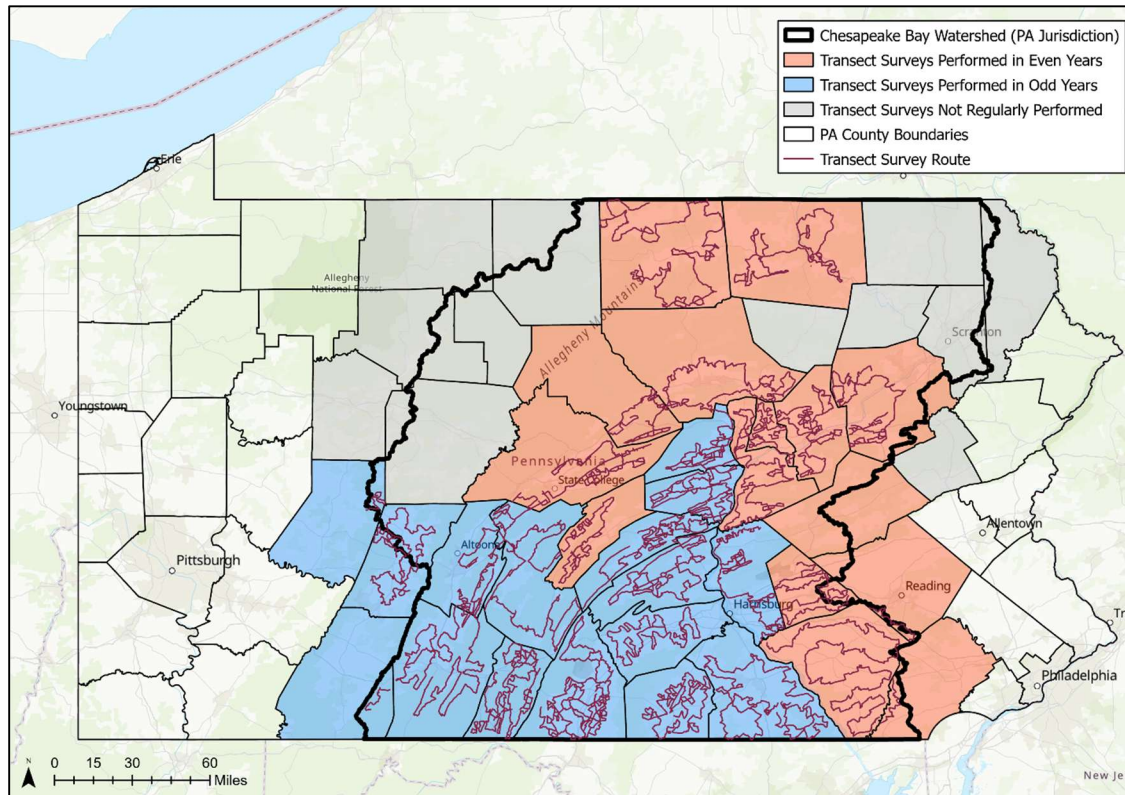 Chesapeake Bay Watershed (PA Jurisdiction)
Transect Surveys Performed in Even Years
Transect Surveys Performed in Odd Years
Transect Surveys Not Regularly Performed
PA County Boundaries
Transect Survey Route
Erie
Allegheny
National Forest
Allegheny Mountains
Scranton
Youngstown
Pennsylvania
State College
Allentown
Altoona
Pittsburgh
Reading
Harrisburg
Tr
Philadelphia
N
0 15 30 60
Miles
New Je